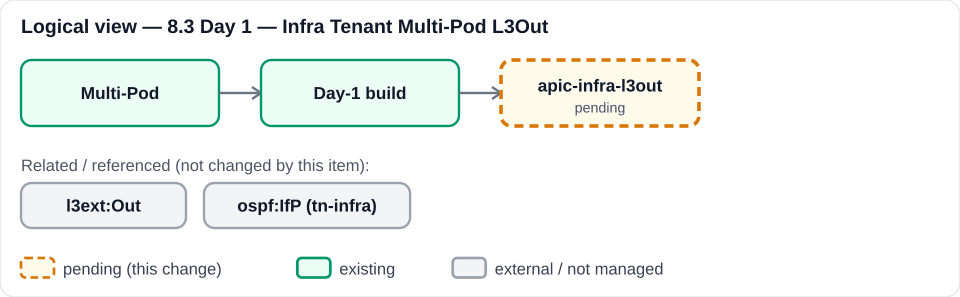 Logical view — 8.3 Day 1 — Infra Tenant Multi-Pod L3Out
Multi-Pod
Day-1 build
apic-infra-l3out
pending
Related / referenced (not changed by this item):
l3ext:Out
ospf:IfP (tn-infra)
pending (this change)
existing
external / not managed